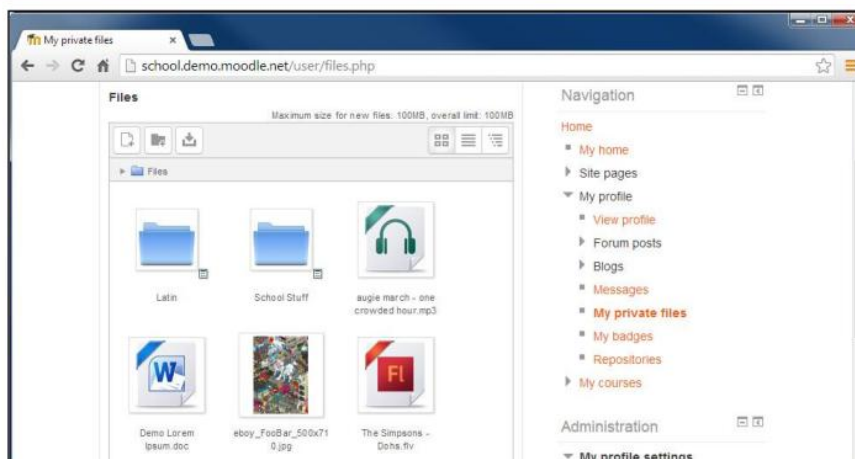 My private files
school.demo.moodle.net/user/files.php
Files
Maximum size for new files: 100MB, overall limit: 100MB
Files
Latin
School Stuff
augie march - one
crowded hour.mp3
W
FL
Demo Lorem
Ipsum.doc
eboy_FooBar_500x71
0.jpg
The Simpsons -
Dohs.flv
Navigation
Home
My home
Site pages
My profile
View profile
Forum posts
Blogs
Messages
My private files
My badges
Repositories
My courses
Administration
My profile settings